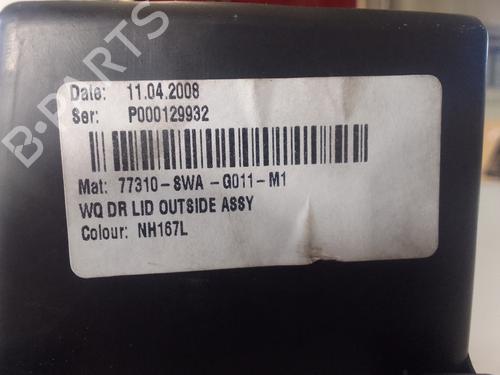 Date: 11.04.2008
Ser: P000129932
Mat: 77310-SWA -G011-M1
WQ DR LID OUTSIDE ASSY
Colour: NH167L
B-PARTS